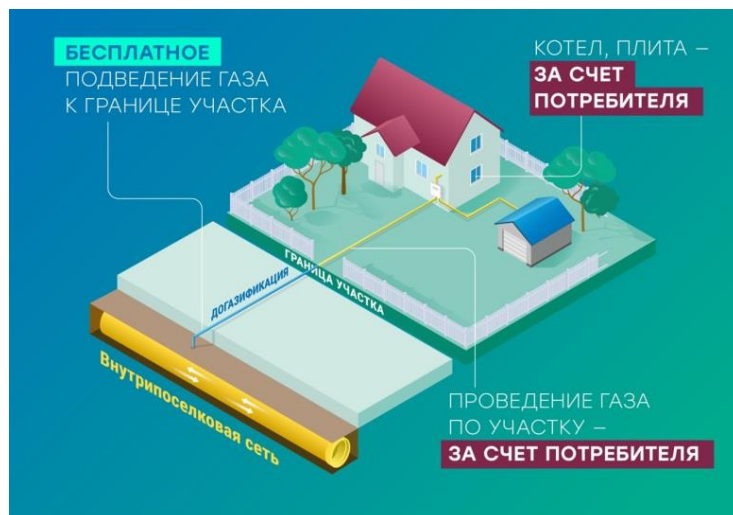 БЕСПЛАТНОЕ
ПОДВЕДЕНИЕ ГАЗА
К ГРАНИЦЕ УЧАСТКА
КОТЕЛ, ПЛИТА –
ЗА СЧЕТ
ПОТРЕБИТЕЛЯ
ДОГАЗИФИКАЦИЯ
ГРАНИЦА УЧАСТКА
Внутрипоселковая сеть
ПРОВЕДЕНИЕ ГАЗА
ПО УЧАСТКУ –
ЗА СЧЕТ ПОТРЕБИТЕЛЯ